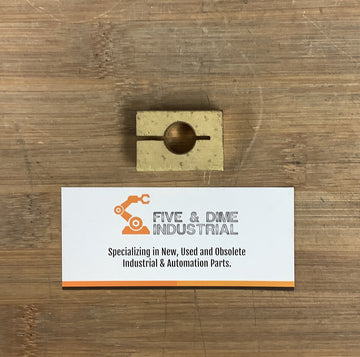 FIVE & DIME
INDUSTRIAL
Specializing in New, Used and Obsolete
Industrial & Automation Parts.